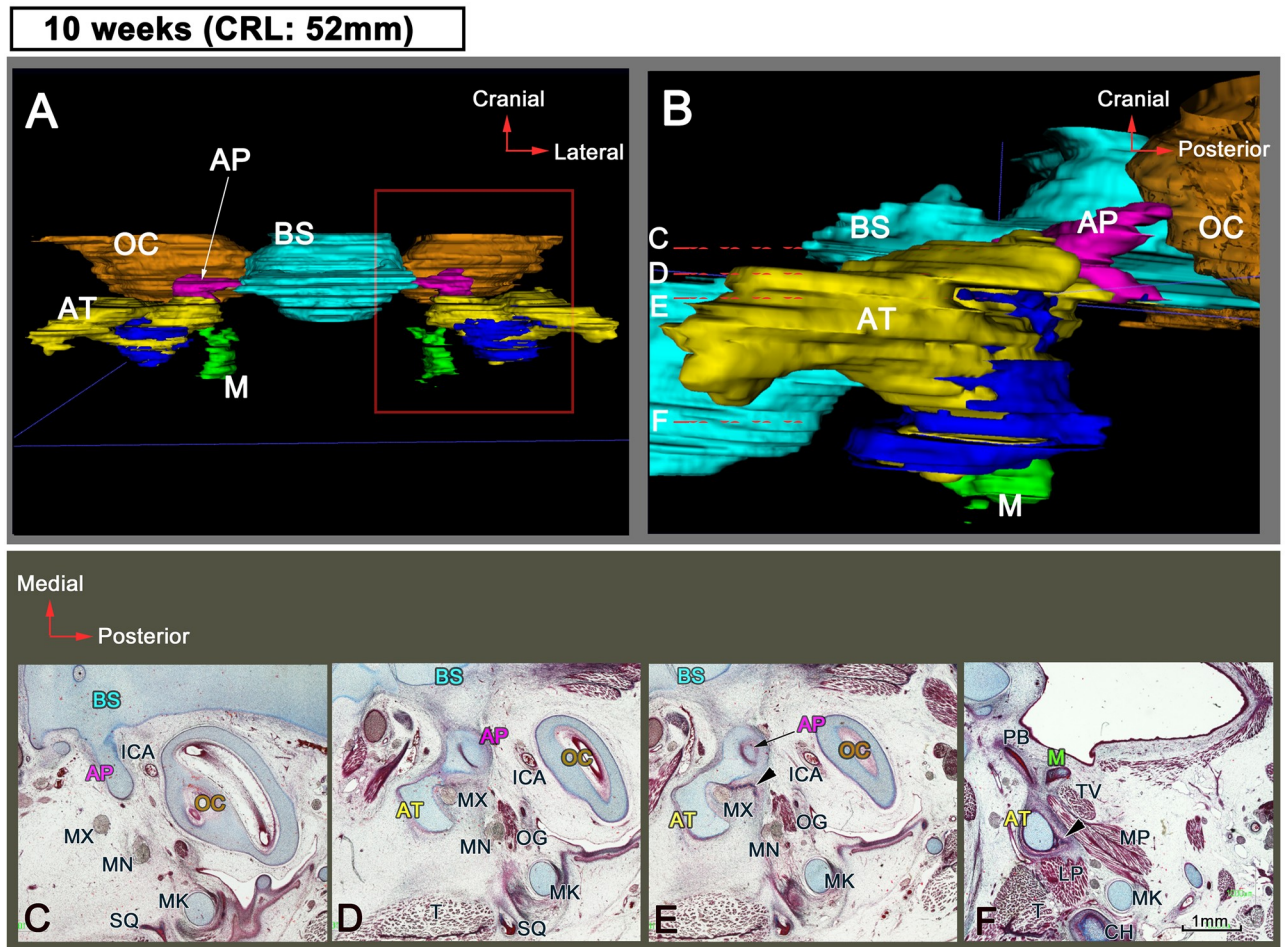 10 weeks (CRL: 52mm)
A
Cranial
Lateral
AP
OC
BS
AT
M
B
Cranial
Posterior
BS
AP
OC
C
D
E
AT
F
M
Medial
Posterior
BS
ICA
AP
OC
MX
MN
MK
SQ
C
BS
AP
OC
ICA
AT
MX
MN
OG
MK
T
SQ
D
BS
AP
OC
ICA
MX
AT
OG
MN
MK
E
PB
M
TV
AT
MP
LP
MK
T
CH
1mm
F